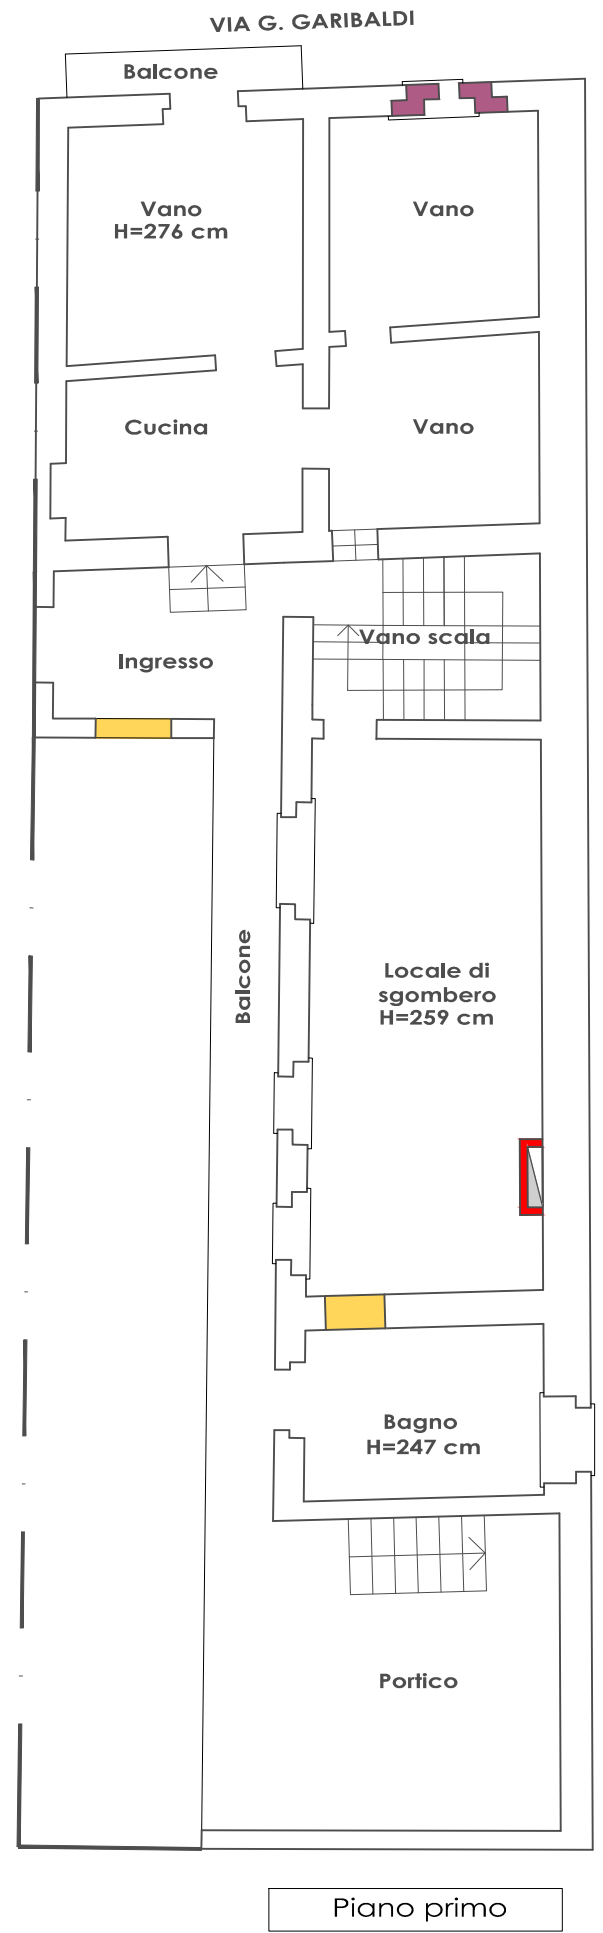 VIA G. GARIBALDI
Balcone
Vano
H=276 cm
Vano
Cucina
Vano
Vano scala
Ingresso
Balcone
Locale di
sgombero
H=259 cm
Bagno
H=247 cm
Portico
Piano primo